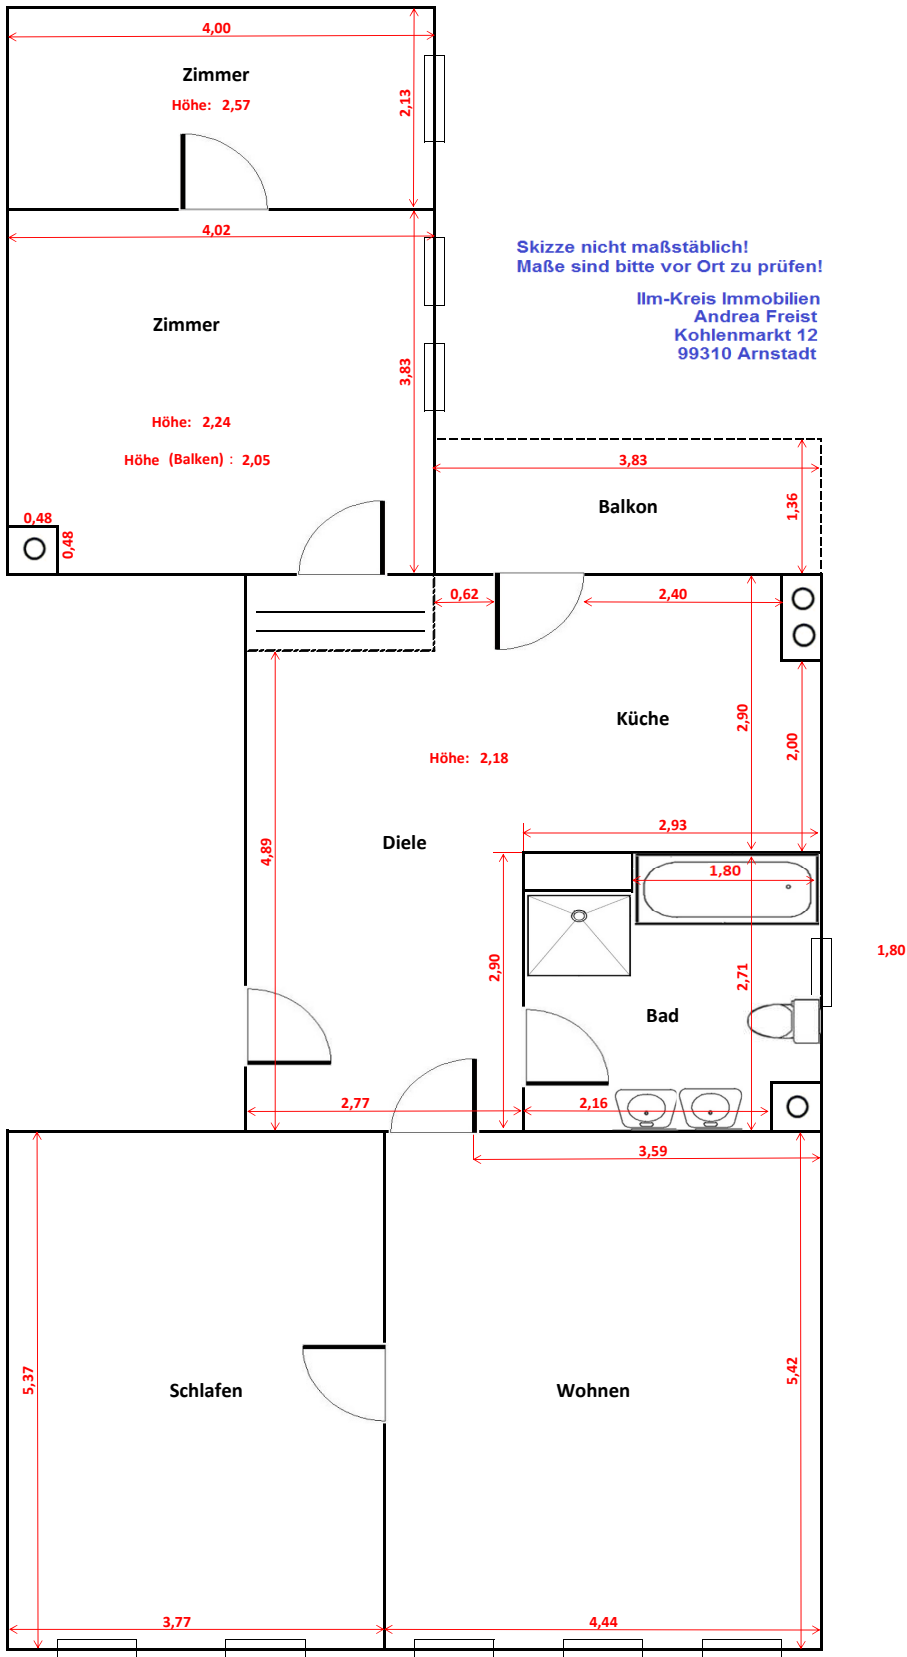 4,00
Zimmer
Höhe: 2,57
2,13
4,02
Skizze nicht maßstäblich!
Maße sind bitte vor Ort zu prüfen!
Ilm-Kreis Immobilien
Andrea Freist
Kohlenmarkt 12
99310 Arnstadt
Zimmer
3,83
Höhe: 2,24
Höhe (Balken) : 2,05
3,83
Balkon
1,36
0,48
0,48
0,62
2,40
Küche
2,90
2,00
Höhe: 2,18
2,93
Diele
4,89
1,80
2,90
2,71
1,80
Bad
2,77
2,16
3,59
5,37
Schlafen
Wohnen
5,42
3,77
4,44